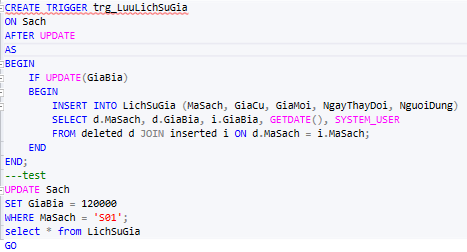 CREATE TRIGGER trg_LuuLichSuGia
ON Sach
AFTER UPDATE
AS
BEGIN
    IF UPDATE(GiaBia)
    BEGIN
        INSERT INTO LichSuGia (MaSach, GiaCu, GiaMoi, NgayThayDoi, NguoiDung)
        SELECT d.MaSach, d.GiaBia, i.GiaBia, GETDATE(), SYSTEM_USER
        FROM deleted d JOIN inserted i ON d.MaSach = i.MaSach;
    END
END;
---test
UPDATE Sach
SET GiaBia = 120000
WHERE MaSach = 'S01';
select * from LichSuGia
GO